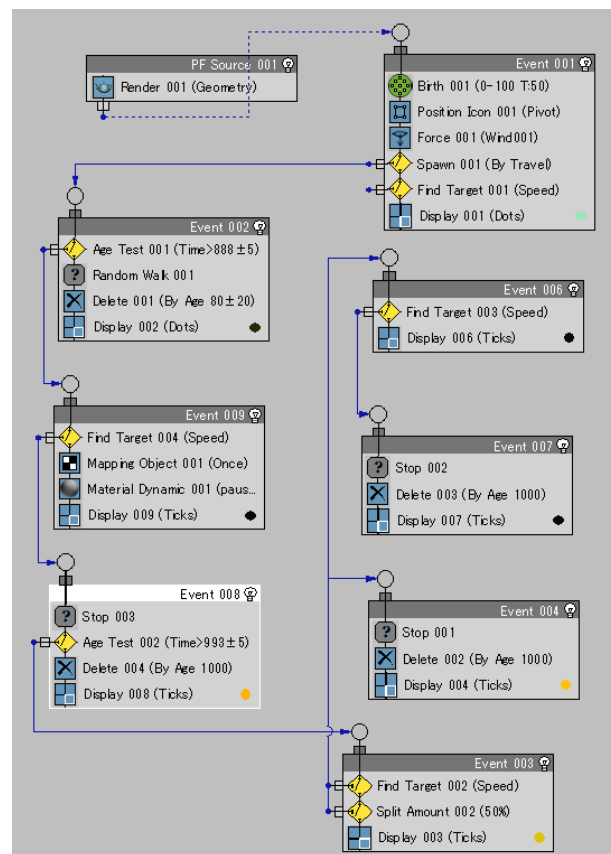 PF Source 001
Render 001 (Geometry)
Event 001
Birth 001 (0-100 T:50)
Position Icon 001 (Pivot)
Force 001 (Wind001)
Spawn 001 (By Travel)
Find Target 001 (Speed)
Display 001 (Dots)
Event 002
Age Test 001 (Time>888±5)
Random Walk 001
Delete 001 (By Age 80±20)
Display 002 (Dots)
Event 006
Find Target 003 (Speed)
Display 006 (Ticks)
Event 009
Find Target 004 (Speed)
Mapping Object 001 (Once)
Material Dynamic 001 (paus...
Display 009 (Ticks)
Event 007
Stop 002
Delete 003 (By Age 1000)
Display 007 (Ticks)
Event 008
Stop 003
Age Test 002 (Time>993±5)
Delete 004 (By Age 1000)
Display 008 (Ticks)
Event 004
Stop 001
Delete 002 (By Age 1000)
Display 004 (Ticks)
Event 003
Find Target 002 (Speed)
Split Amount 002 (50%)
Display 003 (Ticks)